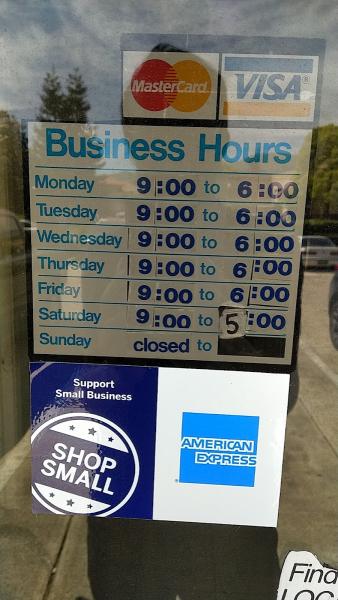 MasterCard VISA
Business Hours
Monday 9:00 to 6:00
Tuesday 9:00 to 6:00
Wednesday 9:00 to 6:00
Thursday 9:00 to 6:00
Friday 9:00 to 6:00
Saturday 9:00 to 5:00
Sunday closed to
Support
Small Business
SHOP
SMALL
AMERICAN
EXPRESS
Find